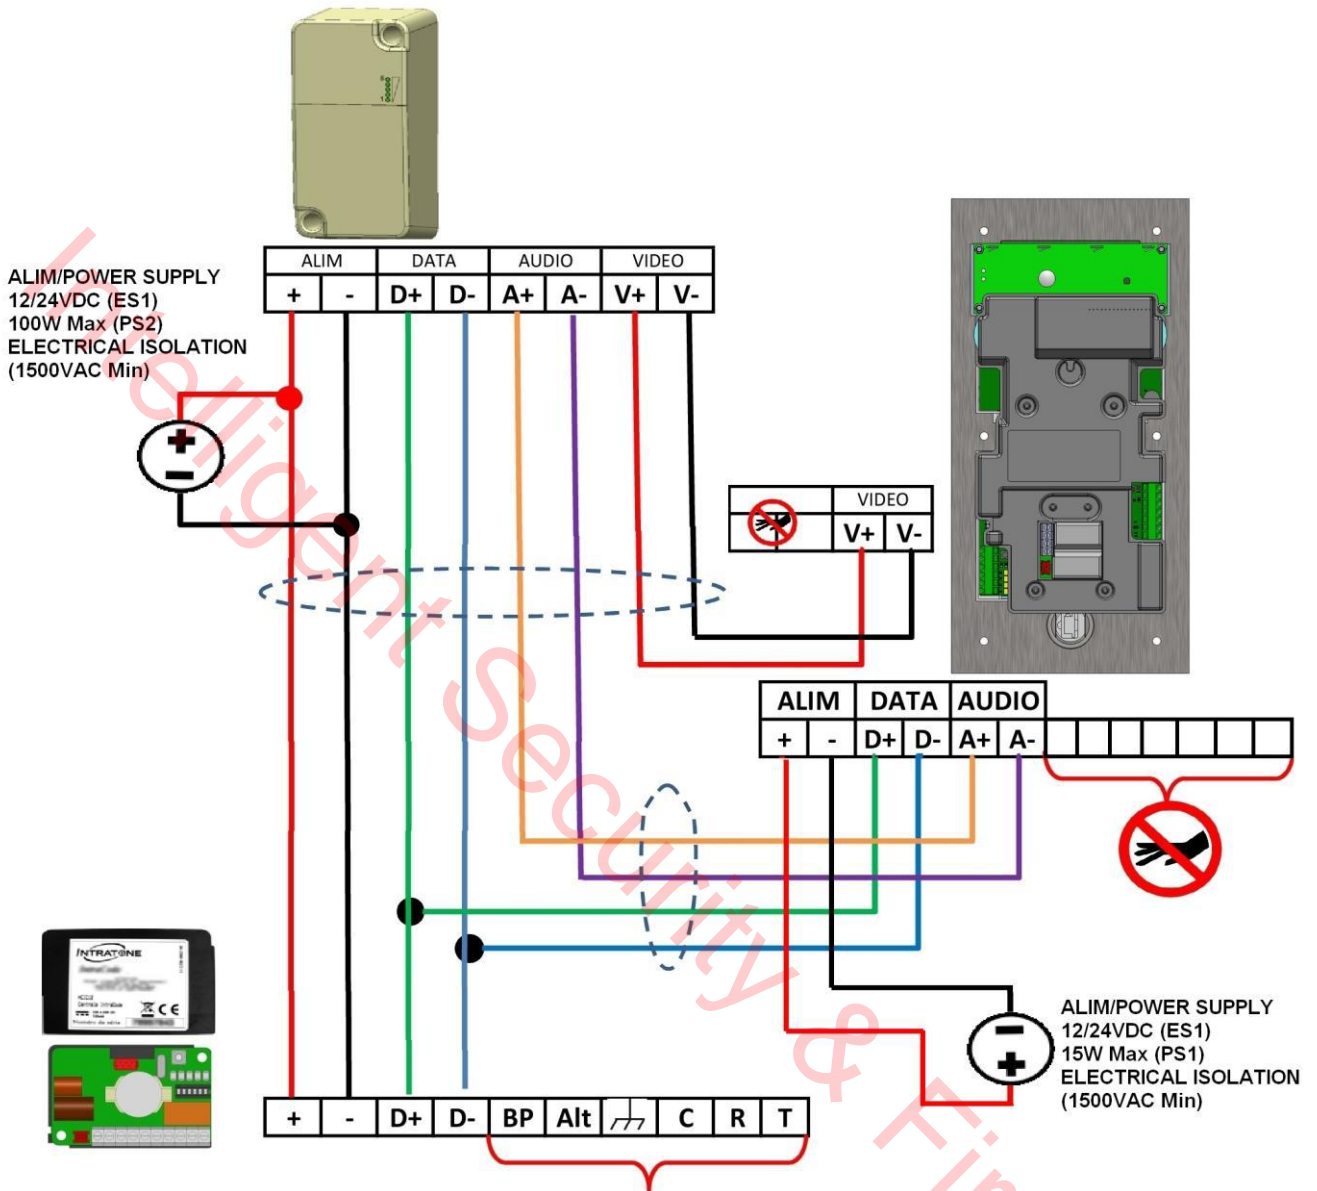 ALIM DATA AUDIO VIDEO
+ - D+ D- A+ A- V+ V-
ALIM/POWER SUPPLY
12/24VDC (ES1)
100W Max (PS2)
ELECTRICAL ISOLATION
(1500VAC Min)
+
-
VIDEO
V+ V-
ALIM DATA AUDIO
+ - D+ D- A+ A-
-
+
ALIM/POWER SUPPLY
12/24VDC (ES1)
15W Max (PS1)
ELECTRICAL ISOLATION
(1500VAC Min)
INTRATONE
+ - D+ D- BP Alt C R T
Intelligent Security & Fir